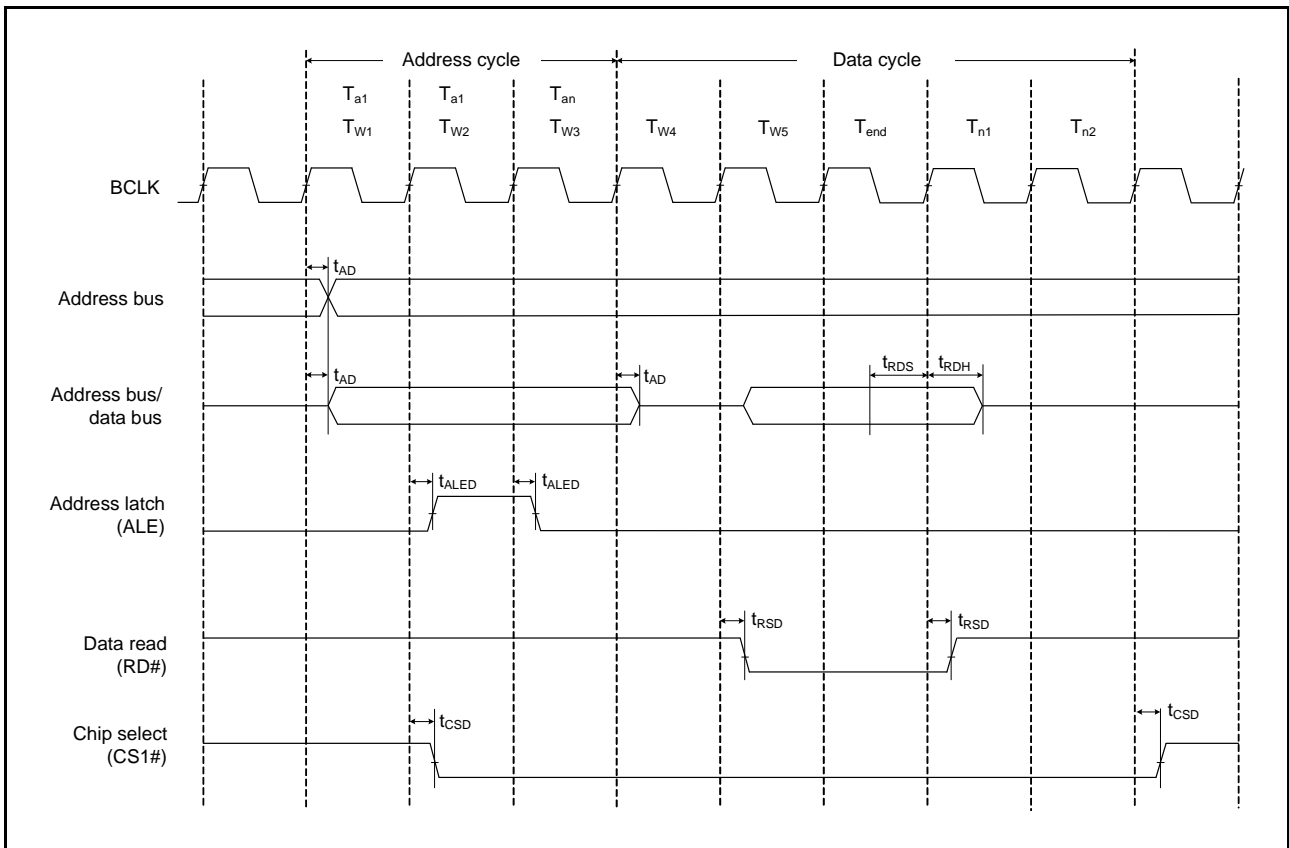 Address cycle Data cycle
Ta1 Ta1 Tan
TW1 TW2 TW3 TW4 TW5 Tend Tn1 Tn2
BCLK
tAD
Address bus
tRDS tRDH
tAD tAD
Address bus/
data bus
tALED tALED
Address latch
(ALE)
tRSD tRSD
Data read
(RD#)
tCSD tCSD
Chip select
(CS1#)